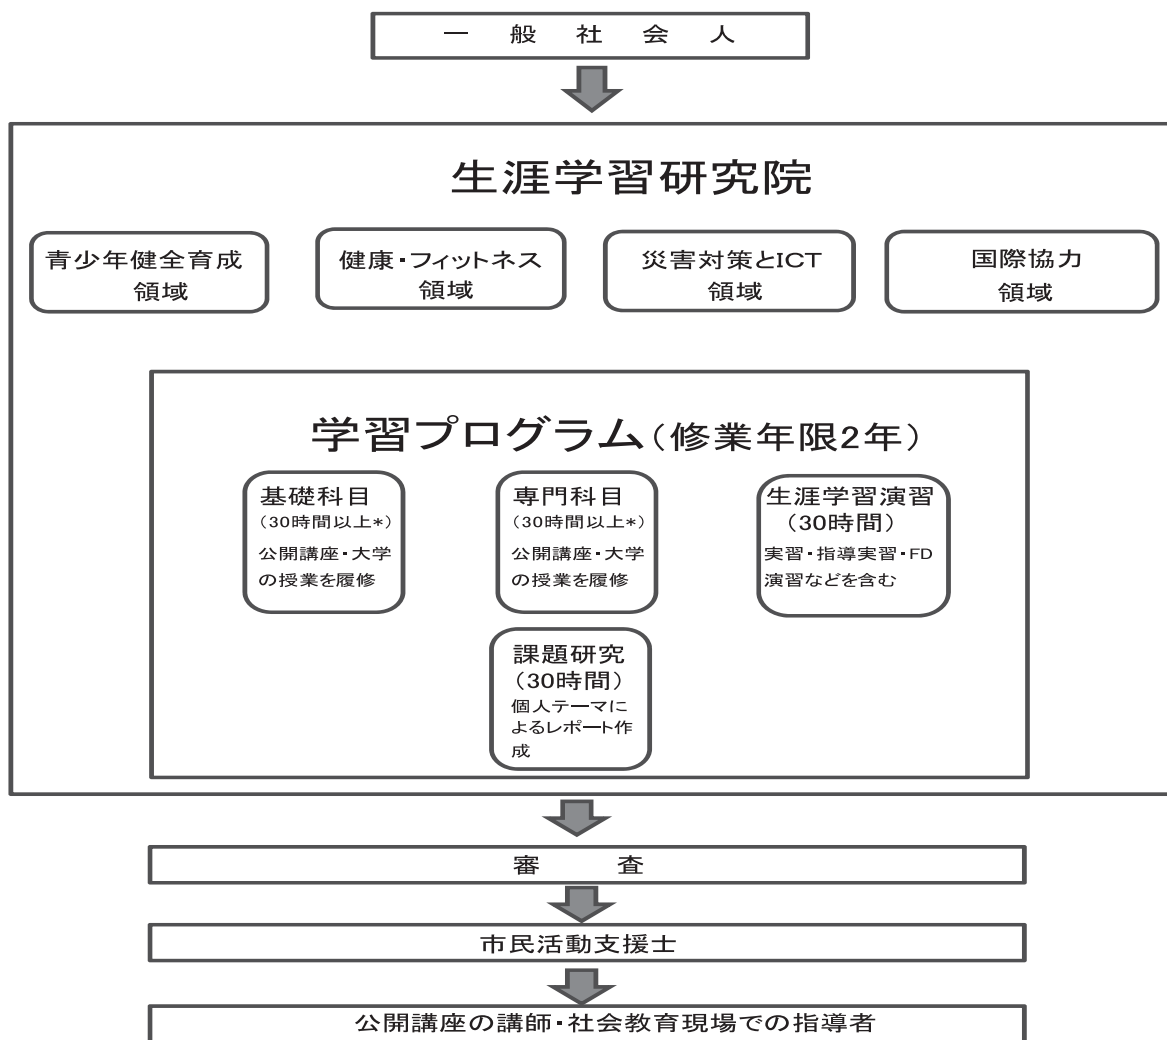 一般社会人
生涯学習研究院
青少年健全育成
領域
健康・フィットネス
領域
災害対策とICT
領域
国際協力
領域
学習プログラム(修業年限2年)
基礎科目
(30時間以上*)
公開講座・大学
の授業を履修
専門科目
(30時間以上*)
公開講座・大学
の授業を履修
生涯学習演習
(30時間)
実習・指導実習・FD
演習などを含む
課題研究
(30時間)
個人テーマに
よるレポート作
成
審査
市民活動支援士
公開講座の講師・社会教育現場での指導者